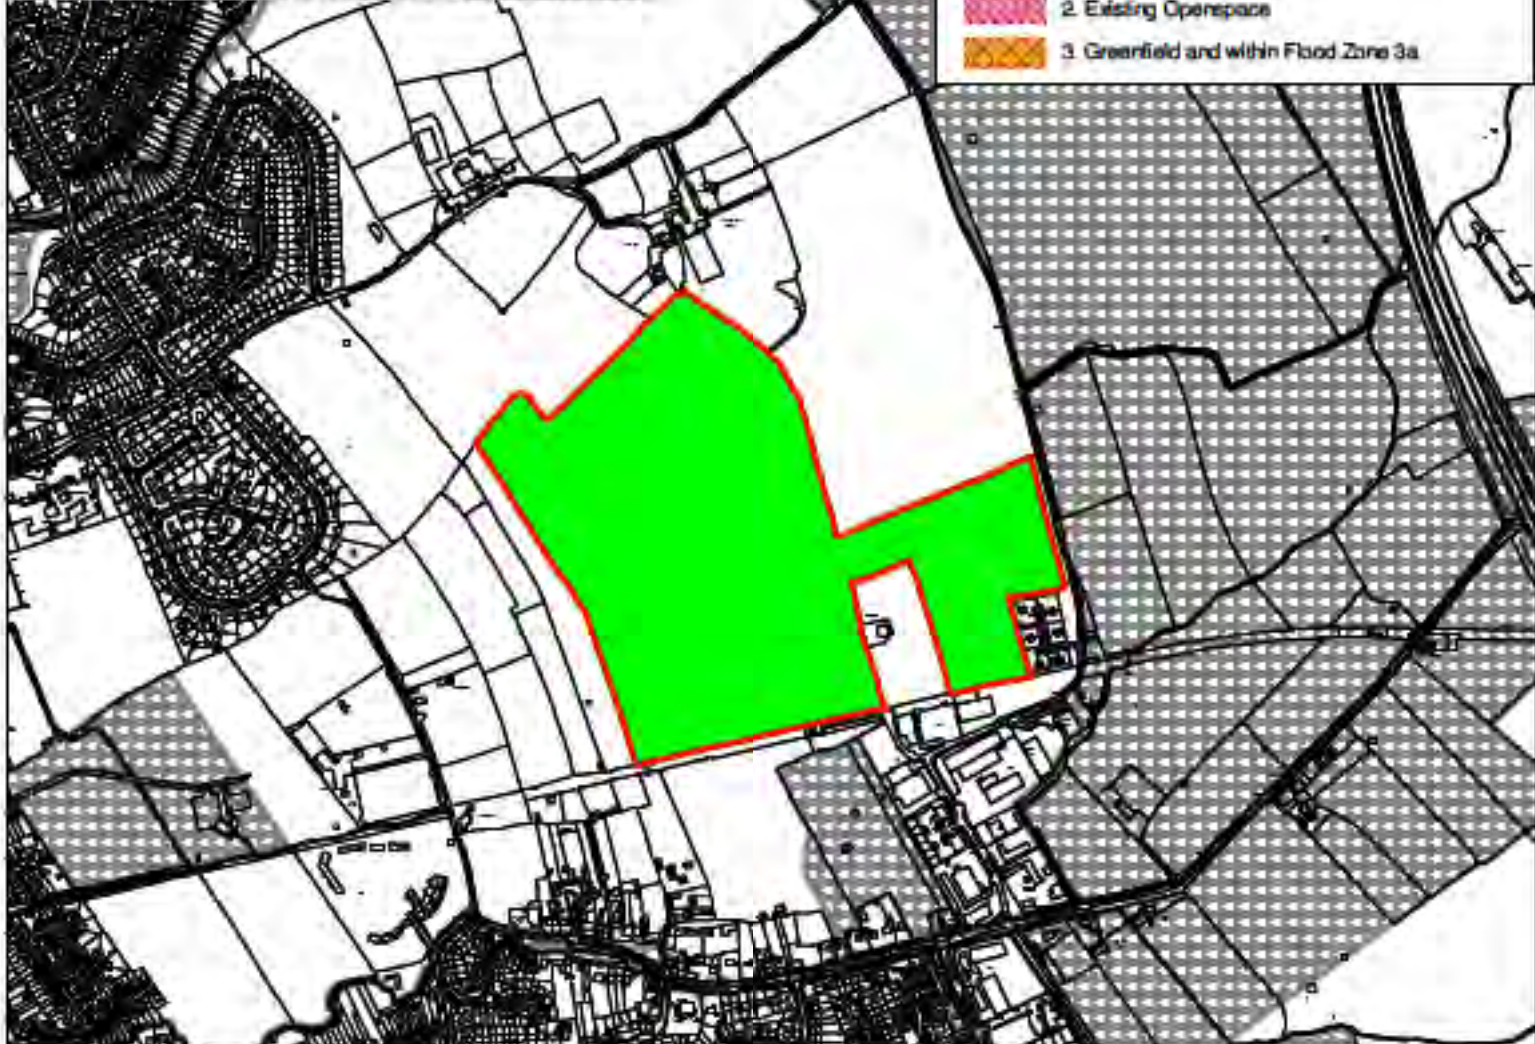 2. Existing Openspace
3. Greenfield and within Flood Zone 3a